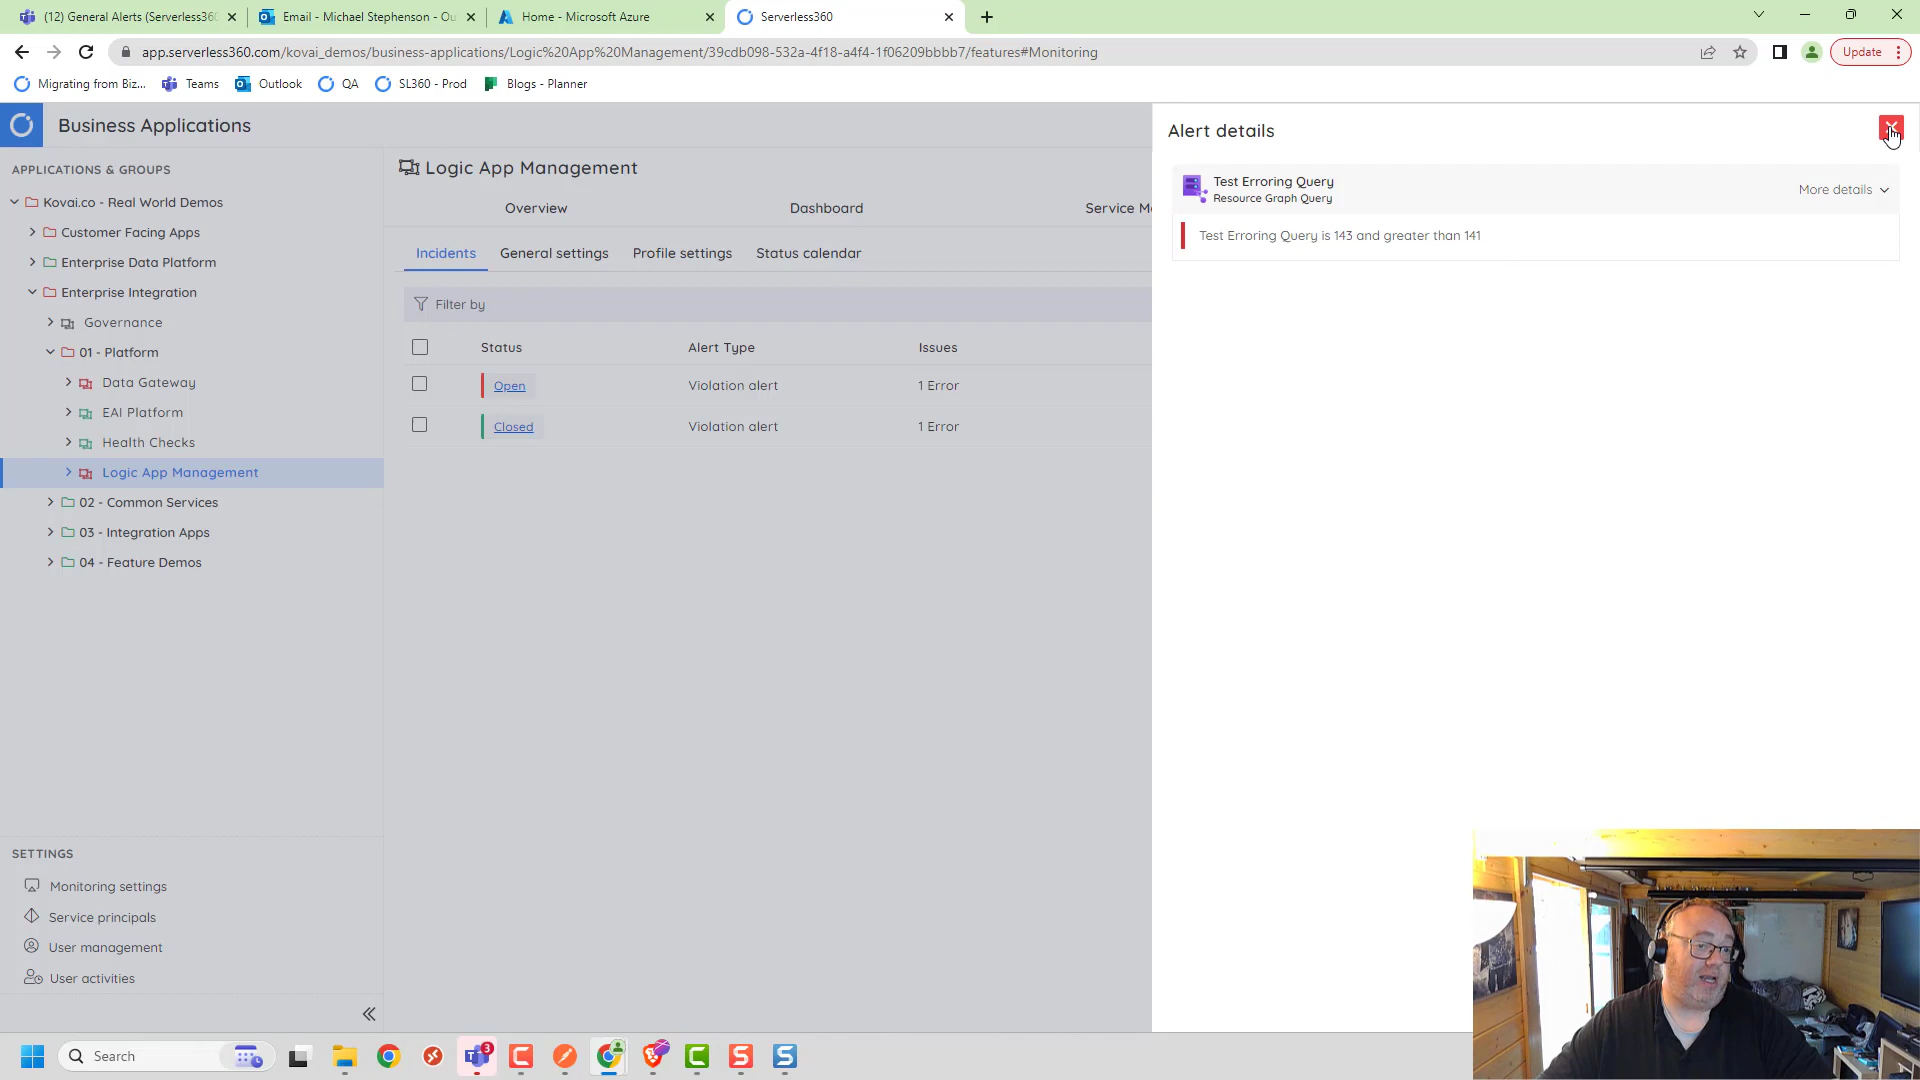 (12) General Alerts (Serverless360
Email - Michael Stephenson - Ou
Home - Microsoft Azure
Serverless360
app.serverless360.com/kovai_demos/business-applications/Logic%20App%20Management/39cdb098-532a-4f18-a4f4-1f06209bbbb7/features#Monitoring
Update
Migrating from Biz...
Teams
Outlook
QA
SL360 - Prod
Blogs - Planner
Business Applications
APPLICATIONS & GROUPS
Kovai.co - Real World Demos
Customer Facing Apps
Enterprise Data Platform
Enterprise Integration
Governance
01 - Platform
Data Gateway
EAI Platform
Health Checks
Logic App Management
02 - Common Services
03 - Integration Apps
04 - Feature Demos
SETTINGS
Monitoring settings
Service principals
User management
User activities
Logic App Management
Overview
Dashboard
Service M
Incidents
General settings
Profile settings
Status calendar
Filter by
Status
Alert Type
Issues
Open
Violation alert
1 Error
Closed
Violation alert
1 Error
Alert details
Test Erroring Query
Resource Graph Query
More details
Test Erroring Query is 143 and greater than 141
Search
3